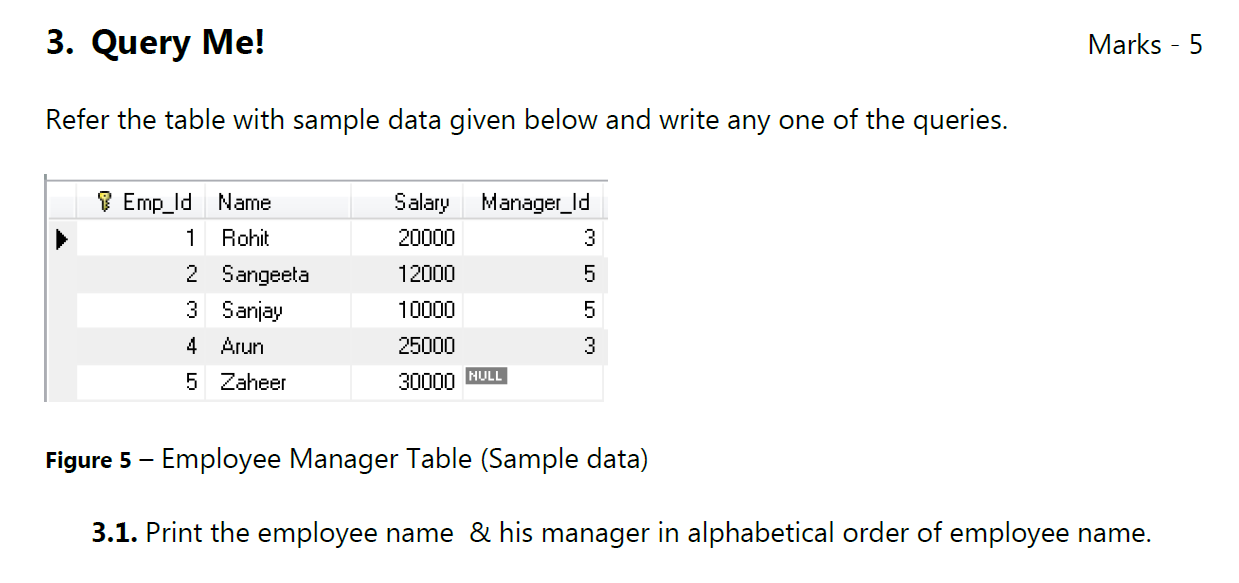 3. Query Me! Marks - 5
Refer the table with sample data given below and write any one of the queries.
Emp_Id Name Salary Manager_Id
1 Rohit 20000 3
2 Sangeeta 12000 5
3 Sanjay 10000 5
4 Arun 25000 3
5 Zaheer 30000 NULL
Figure 5 – Employee Manager Table (Sample data)
3.1. Print the employee name & his manager in alphabetical order of employee name.